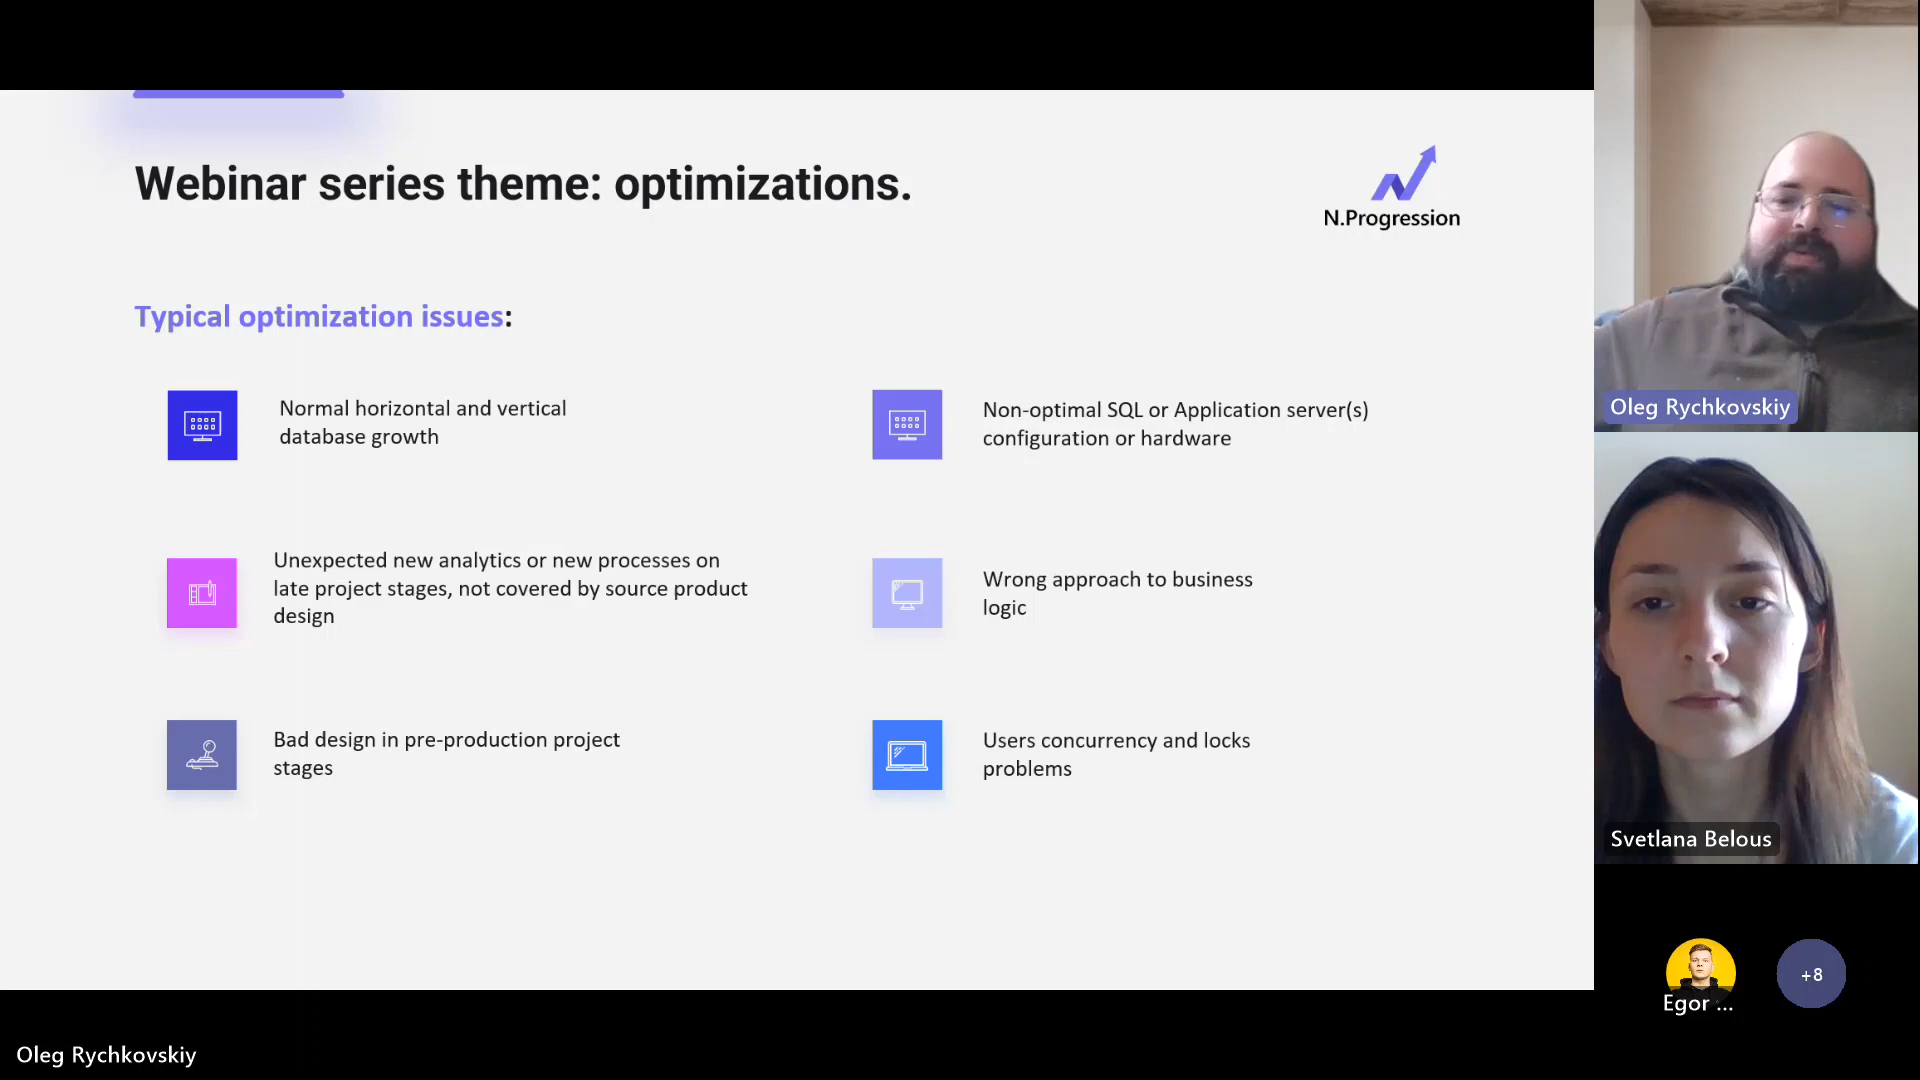 Webinar series theme: optimizations.
N.Progression
Typical optimization issues:
Normal horizontal and vertical
database growth
Non-optimal SQL or Application server(s)
configuration or hardware
Unexpected new analytics or new processes on
late project stages, not covered by source product
design
Wrong approach to business
logic
Bad design in pre-production project
stages
Users concurrency and locks
problems
Oleg Rychkovskiy
Svetlana Belous
Egor ...
+8
Oleg Rychkovskiy